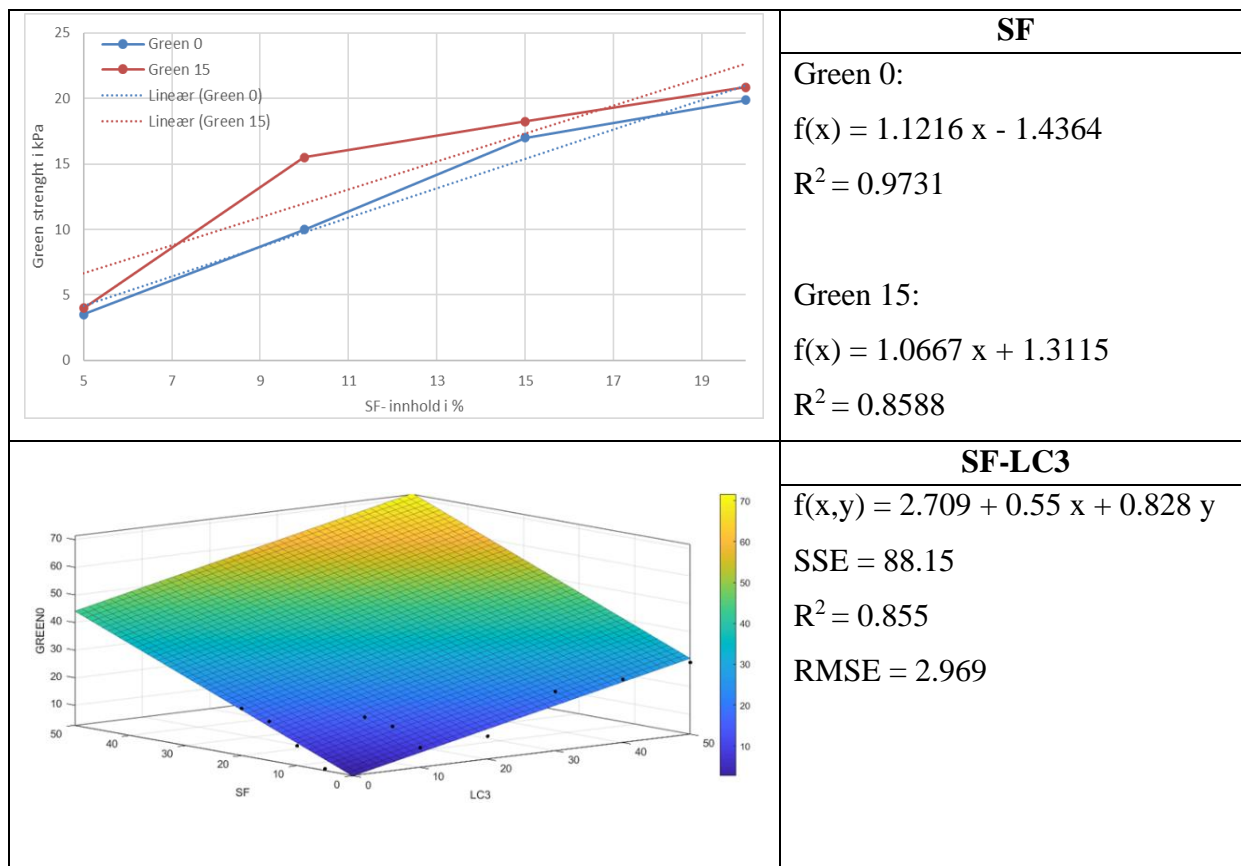 25
20
15
10
5
0
Green strenght i kPa
Green 0
Green 15
Lineær (Green 0)
Lineær (Green 15)
5 7 9 11 13 15 17 19
SF- innhold i %
SF
Green 0:
f(x) = 1.1216 x - 1.4364
R² = 0.9731
Green 15:
f(x) = 1.0667 x + 1.3115
R² = 0.8588
70
60
50
40
30
20
10
GREEN0
50 40 30 20 10 0
SF
0 10 20 30 40 50
LC3
70
60
50
40
30
20
10
SF-LC3
f(x,y) = 2.709 + 0.55 x + 0.828 y
SSE = 88.15
R² = 0.855
RMSE = 2.969